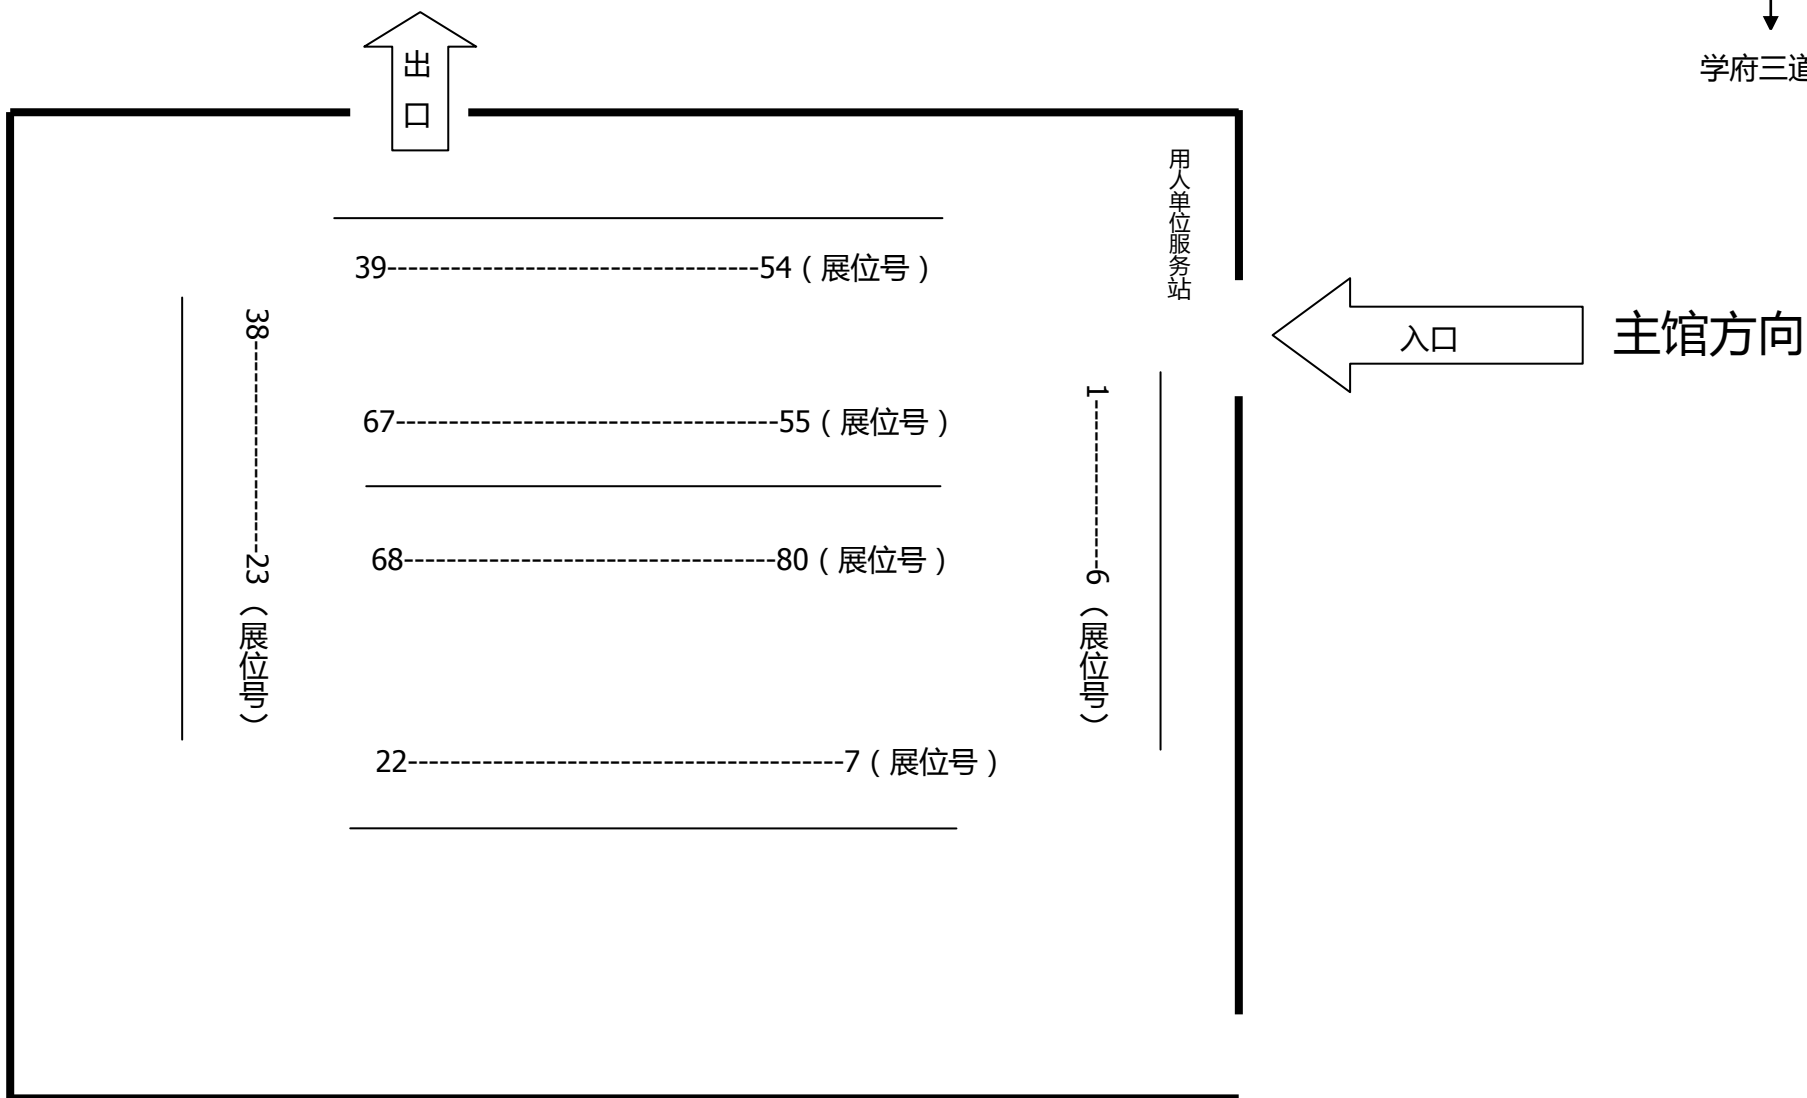 出
口
学府三道
用人单位服务站
39-----------------------------------54（展位号）
38--------------------23（展位号）
入口
主馆方向
67------------------------------------55（展位号）
1----------------6（展位号）
68-----------------------------------80（展位号）
22-----------------------------------------7（展位号）